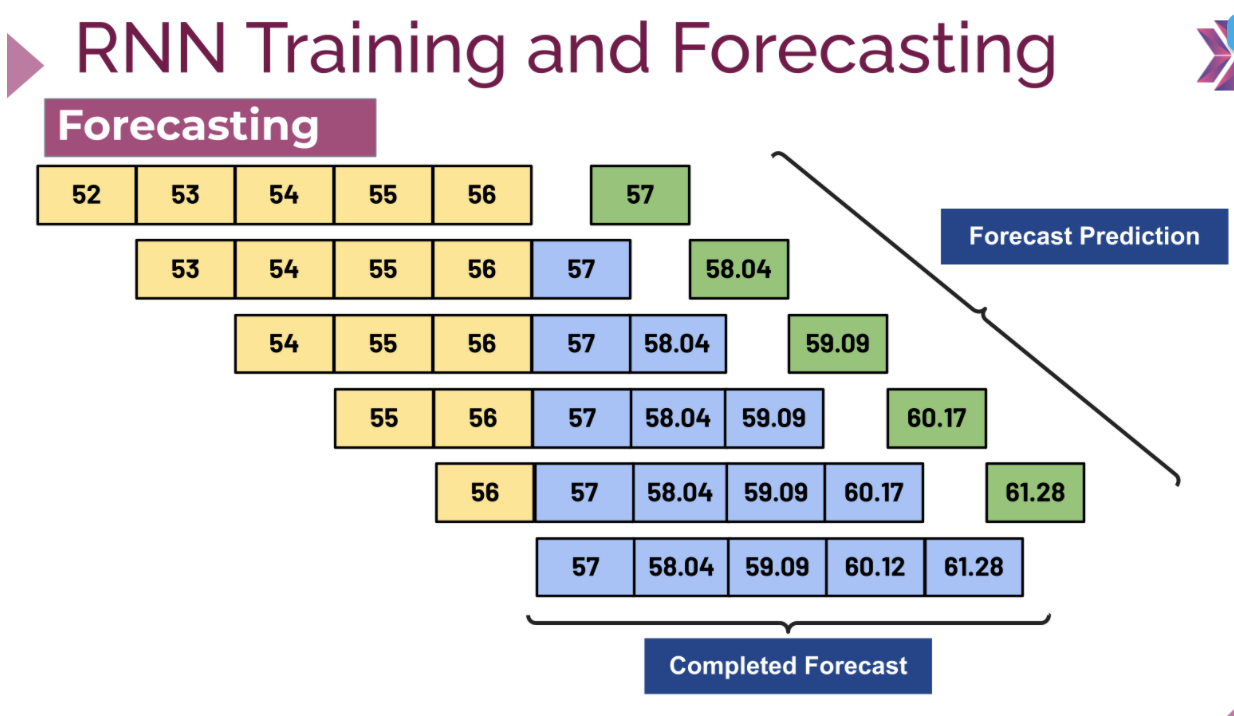 RNN Training and Forecasting
Forecasting
52 53 54 55 56 57
Forecast Prediction
53 54 55 56 57 58.04
54 55 56 57 58.04 59.09
55 56 57 58.04 59.09 60.17
56 57 58.04 59.09 60.17 61.28
57 58.04 59.09 60.12 61.28
Completed Forecast